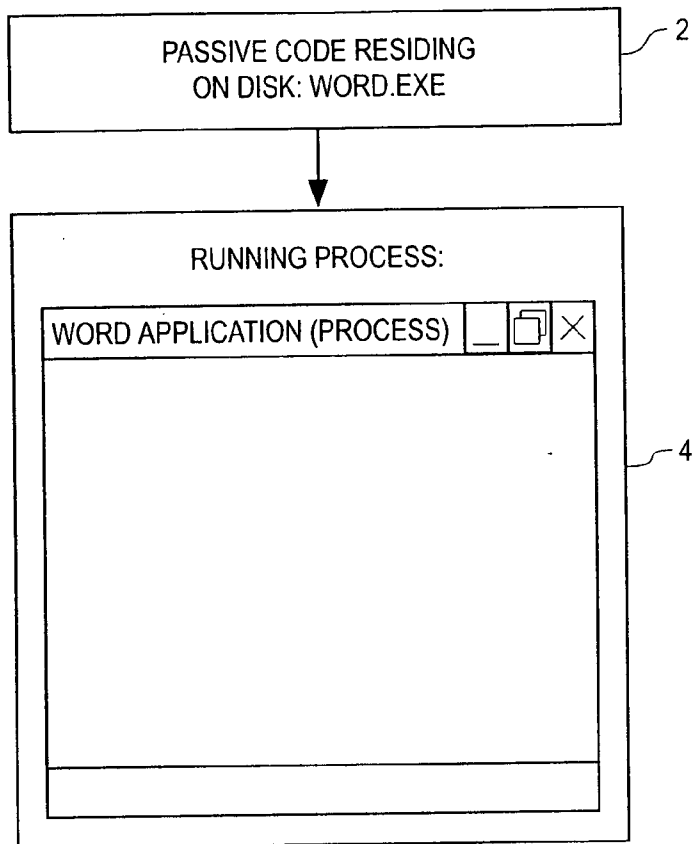 PASSIVE CODE RESIDING
ON DISK: WORD.EXE
2
RUNNING PROCESS:
WORD APPLICATION (PROCESS)
4